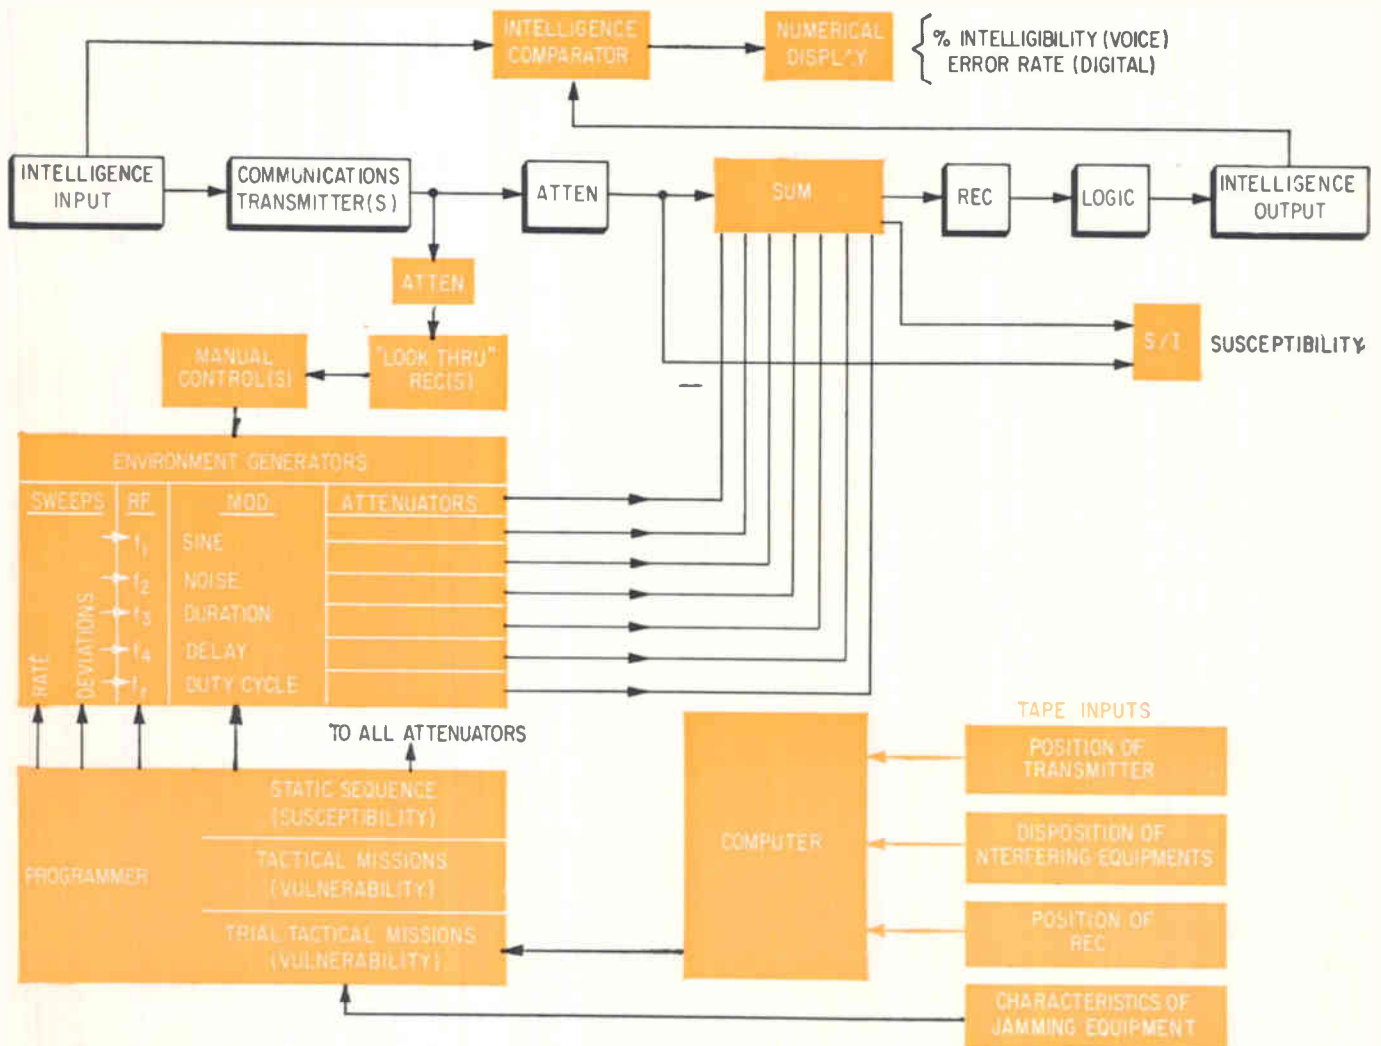 INTELLIGENCE
COMPARATOR
NUMERICAL
DISPLAY
% INTELLIGIBILITY (VOICE)
ERROR RATE (DIGITAL)
INTELLIGENCE
INPUT
COMMUNICATIONS
TRANSMITTER(S)
ATTEN
SUM
REC
LOGIC
INTELLIGENCE
OUTPUT
ATTEN
S/I
SUSCEPTIBILITY
MANUAL
CONTROL(S)
"LOOK THRU"
REC(S)
ENVIRONMENT GENERATORS
SWEEPS
RF
MOD
ATTENUATORS
RATE
DEVIATIONS
f1
SINE
f2
NOISE
f3
DURATION
f4
DELAY
DUTY CYCLE
TO ALL ATTENUATORS
PROGRAMMER
STATIC SEQUENCE
(SUSCEPTIBILITY)
TACTICAL MISSIONS
(VULNERABILITY)
TRIAL TACTICAL MISSIONS
(VULNERABILITY)
COMPUTER
TAPE INPUTS
POSITION OF
TRANSMITTER
DISPOSITION OF
NTERFERING EQUIPMENTS
POSITION OF
REC
CHARACTERISTICS OF
JAMMING EQUIPMENT